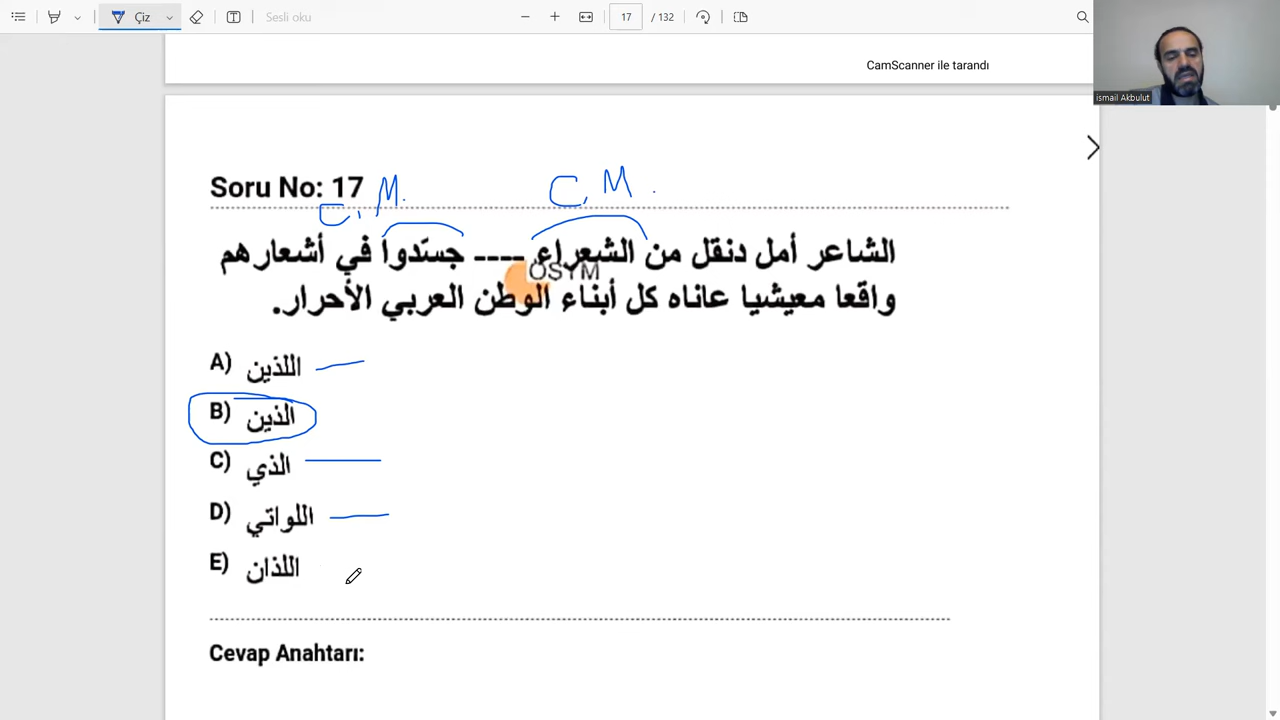 Çiz
Sesli oku
17 / 132
ismail Akbulut
CamScanner ile tarandı
Soru No: 17
C, M. C, M.
الشاعر أمل دنقل من الشعراء ---- جسّدوا في أشعارهم
ÖSYM
واقعا معيشيا عاناه كل أبناء الوطن العربي الأحرار.
A) اللذين
B) الذين
C) الذي
D) اللواتي
E) اللذان
Cevap Anahtarı: